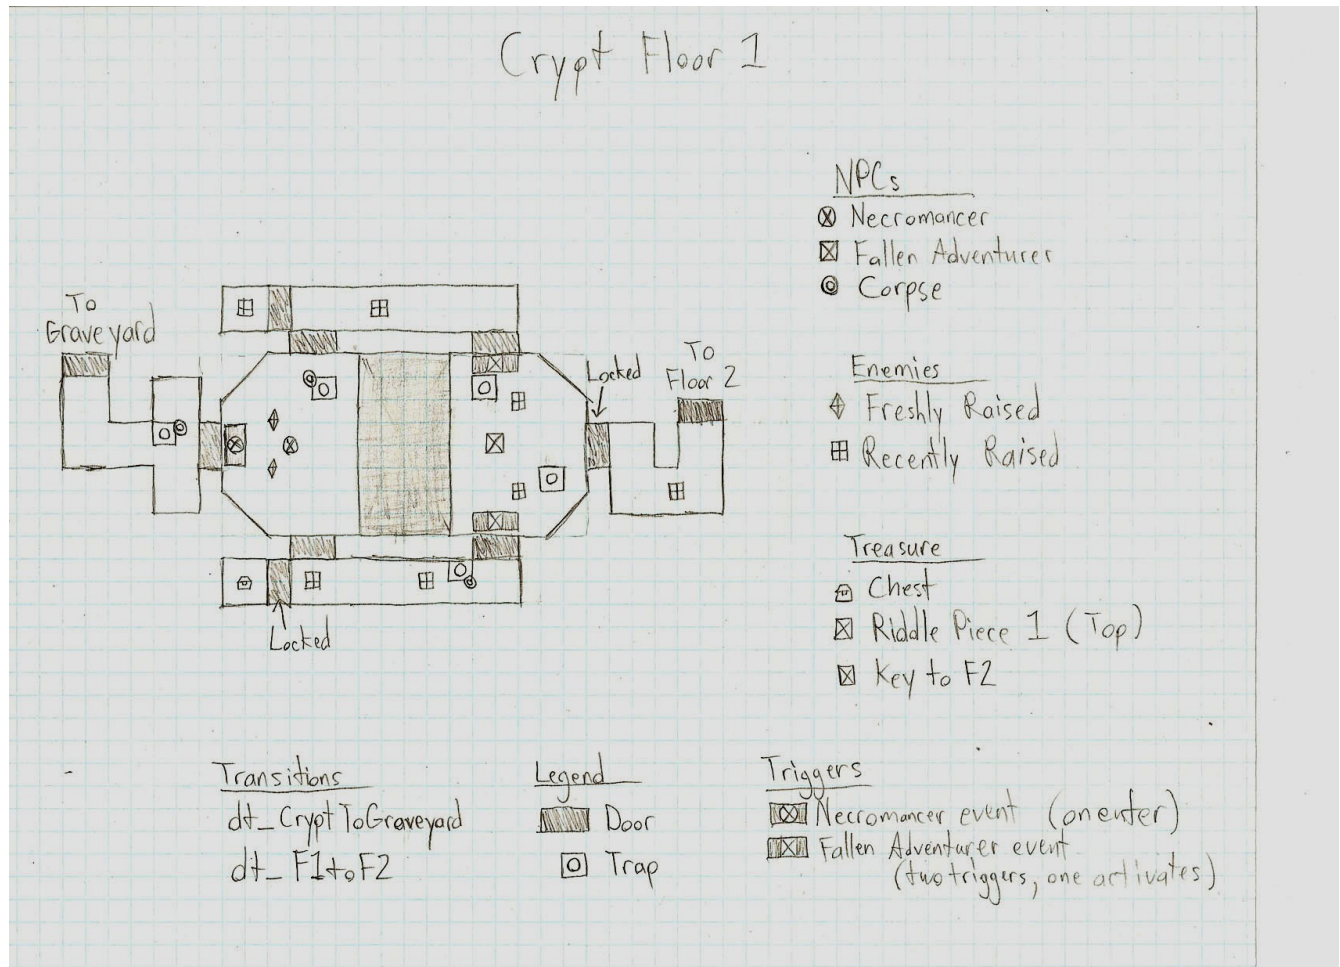 Crypt Floor 1
NPCs
Necromancer
Fallen Adventurer
Corpse
To
Graveyard
Locked
To
Floor 2
Enemies
Freshly Raised
Recently Raised
Locked
Treasure
Chest
Riddle Piece 1 (Top)
Key to F2
Transitions
dt_CryptToGraveyard
dt_F1toF2
Legend
Door
Trap
Triggers
Necromancer event (on enter)
Fallen Adventurer event
(two triggers, one activates)